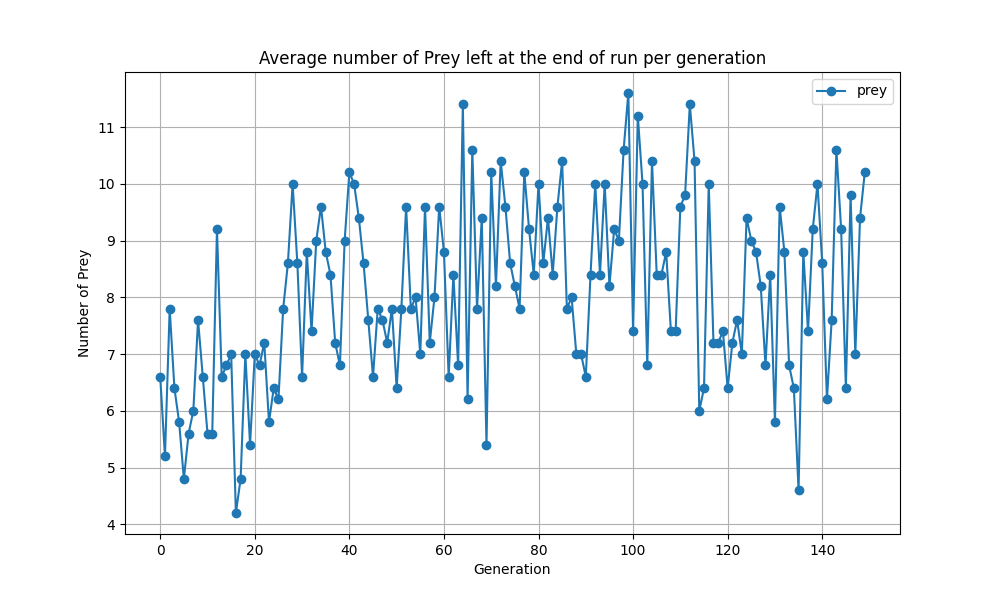 Average number of Prey left at the end of run per generation
prey
Number of Prey
11
10
9
8
7
6
5
4
0 20 40 60 80 100 120 140
Generation